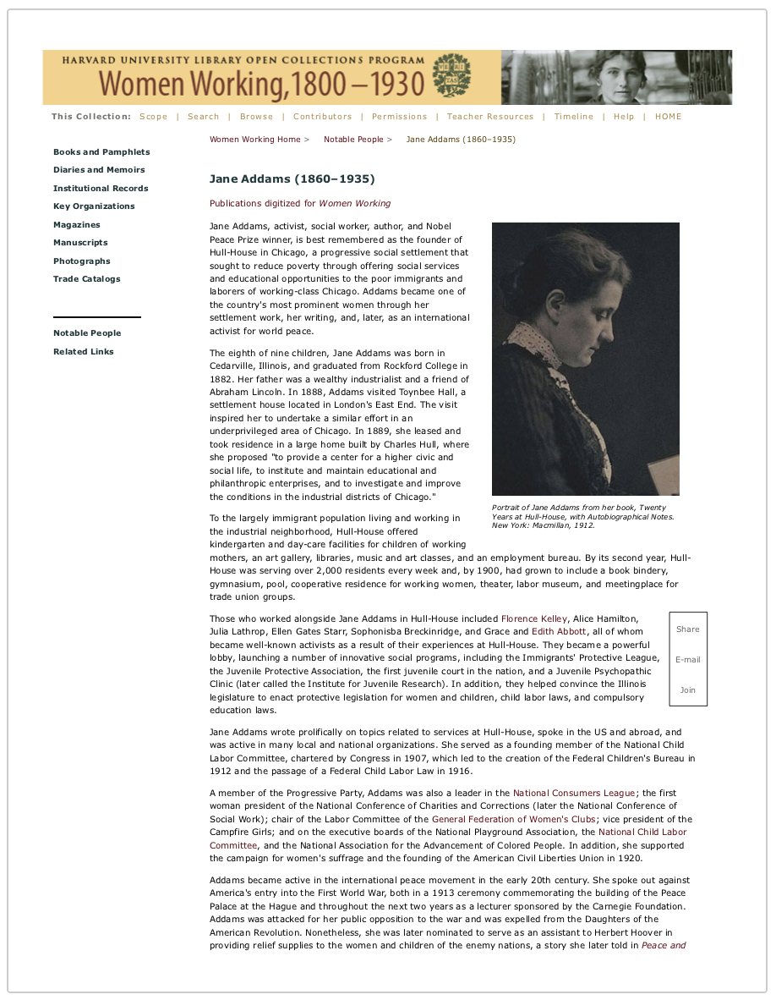 HARVARD UNIVERSITY LIBRARY OPEN COLLECTIONS PROGRAM
Women Working, 1800 – 1930
VE RI TAS
This Collection: Scope | Search | Browse | Contributors | Permissions | Teacher Resources | Timeline | Help | HOME
Women Working Home > Notable People > Jane Addams (1860–1935)
Books and Pamphlets
Diaries and Memoirs
Institutional Records
Key Organizations
Magazines
Manuscripts
Photographs
Trade Catalogs
Notable People
Related Links
Jane Addams (1860–1935)
Publications digitized for Women Working
Jane Addams, activist, social worker, author, and Nobel
Peace Prize winner, is best remembered as the founder of
Hull-House in Chicago, a progressive social settlement that
sought to reduce poverty through offering social services
and educational opportunities to the poor immigrants and
laborers of working-class Chicago. Addams became one of
the country's most prominent women through her
settlement work, her writing, and, later, as an international
activist for world peace.
The eighth of nine children, Jane Addams was born in
Cedarville, Illinois, and graduated from Rockford College in
1882. Her father was a wealthy industrialist and a friend of
Abraham Lincoln. In 1888, Addams visited Toynbee Hall, a
settlement house located in London's East End. The visit
inspired her to undertake a similar effort in an
underprivileged area of Chicago. In 1889, she leased and
took residence in a large home built by Charles Hull, where
she proposed "to provide a center for a higher civic and
social life, to institute and maintain educational and
philanthropic enterprises, and to investigate and improve
the conditions in the industrial districts of Chicago."
Portrait of Jane Addams from her book, Twenty
Years at Hull-House, with Autobiographical Notes.
New York: Macmillan, 1912.
To the largely immigrant population living and working in
the industrial neighborhood, Hull-House offered
kindergarten and day-care facilities for children of working
mothers, an art gallery, libraries, music and art classes, and an employment bureau. By its second year, Hull-
House was serving over 2,000 residents every week and, by 1900, had grown to include a book bindery,
gymnasium, pool, cooperative residence for working women, theater, labor museum, and meetingplace for
trade union groups.
Those who worked alongside Jane Addams in Hull-House included Florence Kelley, Alice Hamilton,
Julia Lathrop, Ellen Gates Starr, Sophonisba Breckinridge, and Grace and Edith Abbott, all of whom
became well-known activists as a result of their experiences at Hull-House. They became a powerful
lobby, launching a number of innovative social programs, including the Immigrants' Protective League,
the Juvenile Protective Association, the first juvenile court in the nation, and a Juvenile Psychopathic
Clinic (later called the Institute for Juvenile Research). In addition, they helped convince the Illinois
legislature to enact protective legislation for women and children, child labor laws, and compulsory
education laws.
Share
E-mail
Join
Jane Addams wrote prolifically on topics related to services at Hull-House, spoke in the US and abroad, and
was active in many local and national organizations. She served as a founding member of the National Child
Labor Committee, chartered by Congress in 1907, which led to the creation of the Federal Children's Bureau in
1912 and the passage of a Federal Child Labor Law in 1916.
A member of the Progressive Party, Addams was also a leader in the National Consumers League; the first
woman president of the National Conference of Charities and Corrections (later the National Conference of
Social Work); chair of the Labor Committee of the General Federation of Women's Clubs; vice president of the
Campfire Girls; and on the executive boards of the National Playground Association, the National Child Labor
Committee, and the National Association for the Advancement of Colored People. In addition, she supported
the campaign for women's suffrage and the founding of the American Civil Liberties Union in 1920.
Addams became active in the international peace movement in the early 20th century. She spoke out against
America's entry into the First World War, both in a 1913 ceremony commemorating the building of the Peace
Palace at the Hague and throughout the next two years as a lecturer sponsored by the Carnegie Foundation.
Addams was attacked for her public opposition to the war and was expelled from the Daughters of the
American Revolution. Nonetheless, she was later nominated to serve as an assistant to Herbert Hoover in
providing relief supplies to the women and children of the enemy nations, a story she later told in Peace and